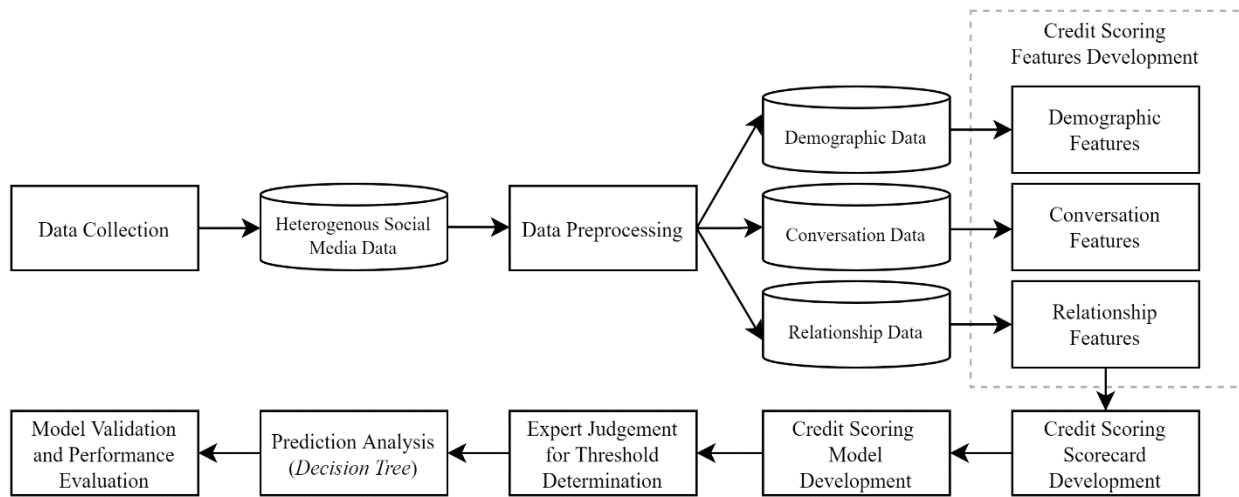 Credit Scoring
Features Development
Demographic Data
Demographic
Features
Data Collection
Heterogenous Social
Media Data
Data Preprocessing
Conversation Data
Conversation
Features
Relationship Data
Relationship
Features
Model Validation
and Performance
Evaluation
Prediction Analysis
(Decision Tree)
Expert Judgement
for Threshold
Determination
Credit Scoring
Model
Development
Credit Scoring
Scorecard
Development